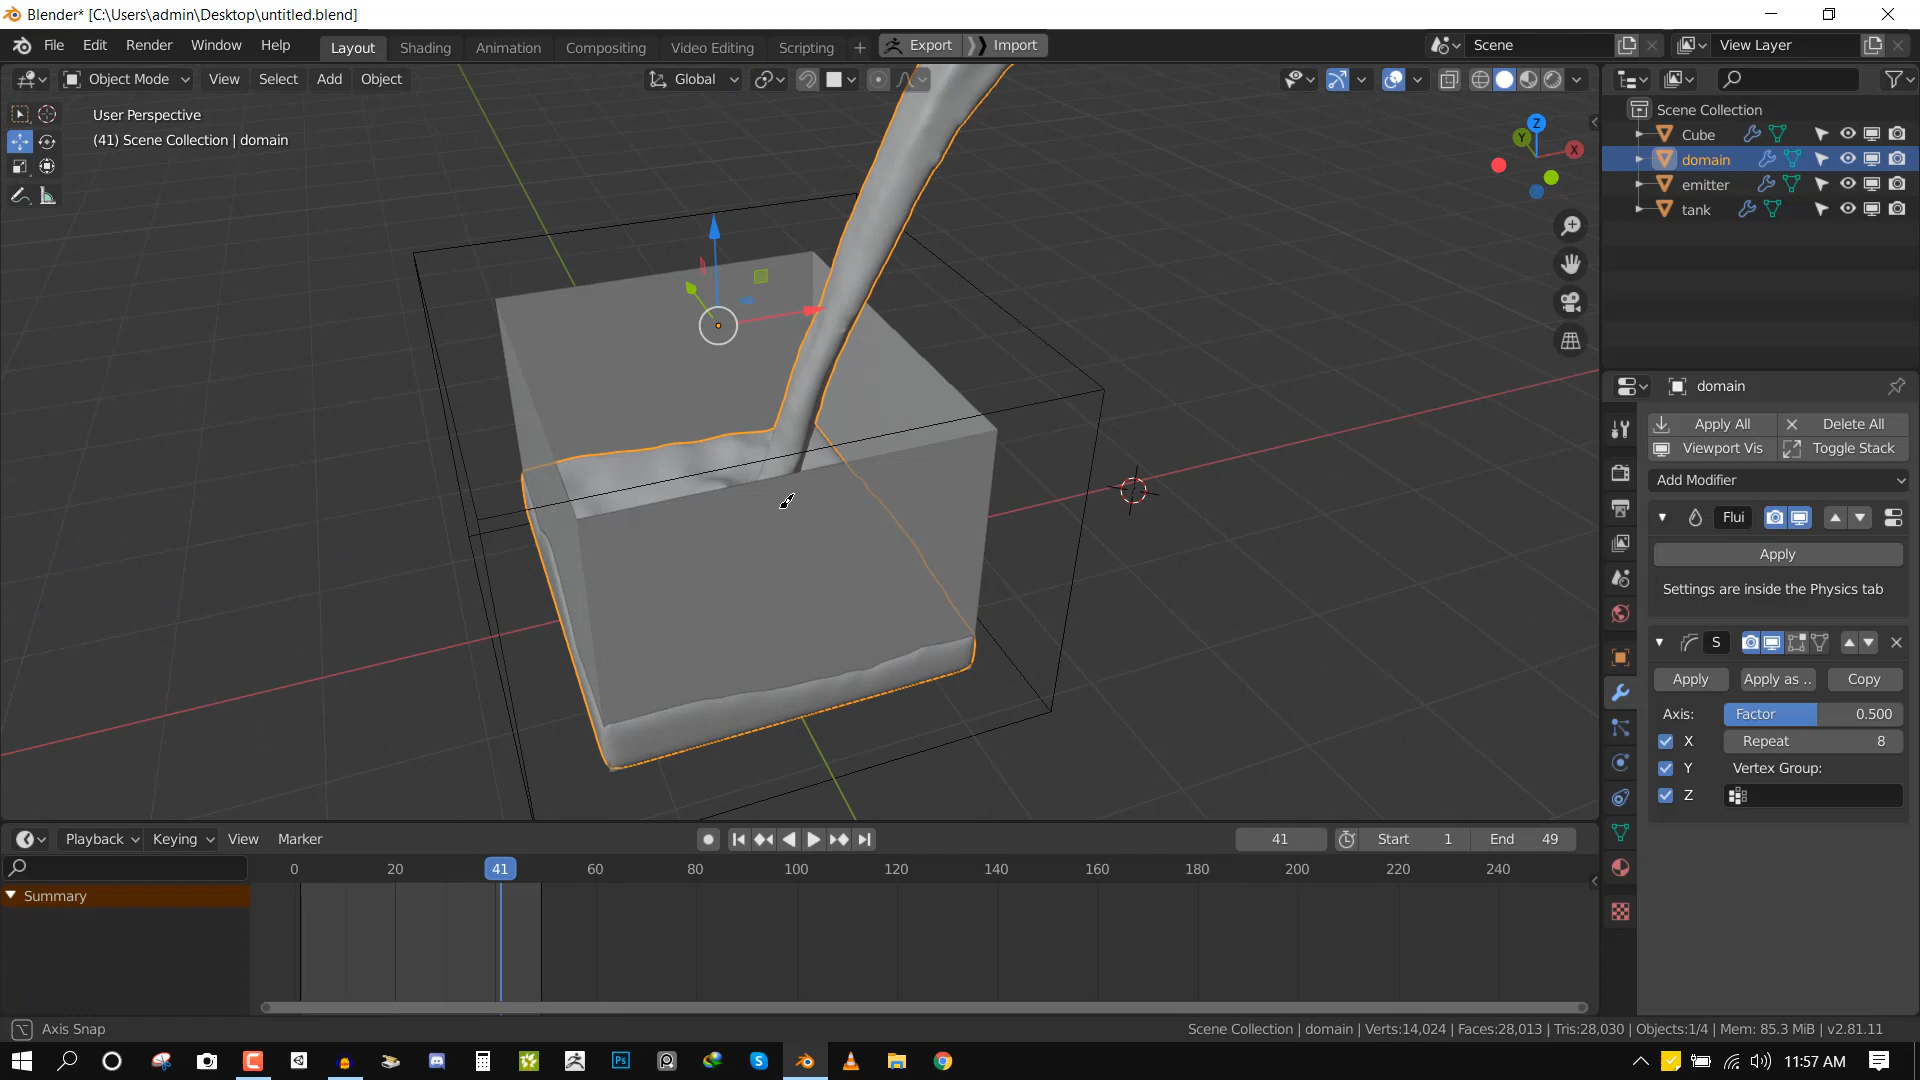 Blender* [C:\Users\admin\Desktop\untitled.blend]
File Edit Render Window Help Layout Shading Animation Compositing Video Editing Scripting + Export Import Scene View Layer
Object Mode View Select Add Object Global
User Perspective
(41) Scene Collection | domain
Z
Y
X
Scene Collection
Cube
domain
emitter
tank
domain
Apply All Delete All
Viewport Vis Toggle Stack
Add Modifier
Flui
Apply
Settings are inside the Physics tab
S
Apply Apply as .. Copy
Axis: Factor 0.500
X Repeat 8
Y Vertex Group:
Z
Playback Keying View Marker 41 Start 1 End 49
0 20 41 60 80 100 120 140 160 180 200 220 240
Summary
Axis Snap Scene Collection | domain | Verts:14,024 | Faces:28,013 | Tris:28,030 | Objects:1/4 | Mem: 85.3 MiB | v2.81.11
Ps
11:57 AM